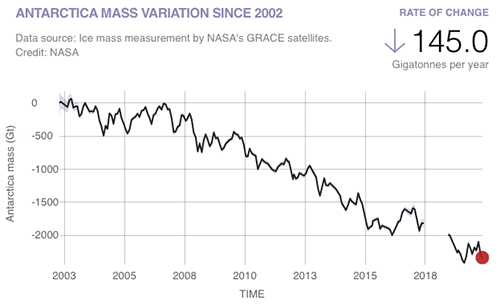 ANTARCTICA MASS VARIATION SINCE 2002
RATE OF CHANGE
Data source: Ice mass measurement by NASA's GRACE satellites.
Credit: NASA
145.0
Gigatonnes per year
Antarctica mass (Gt)
0
-500
-1000
-1500
-2000
2003
2005
2008
2010
2013
2015
2018
TIME